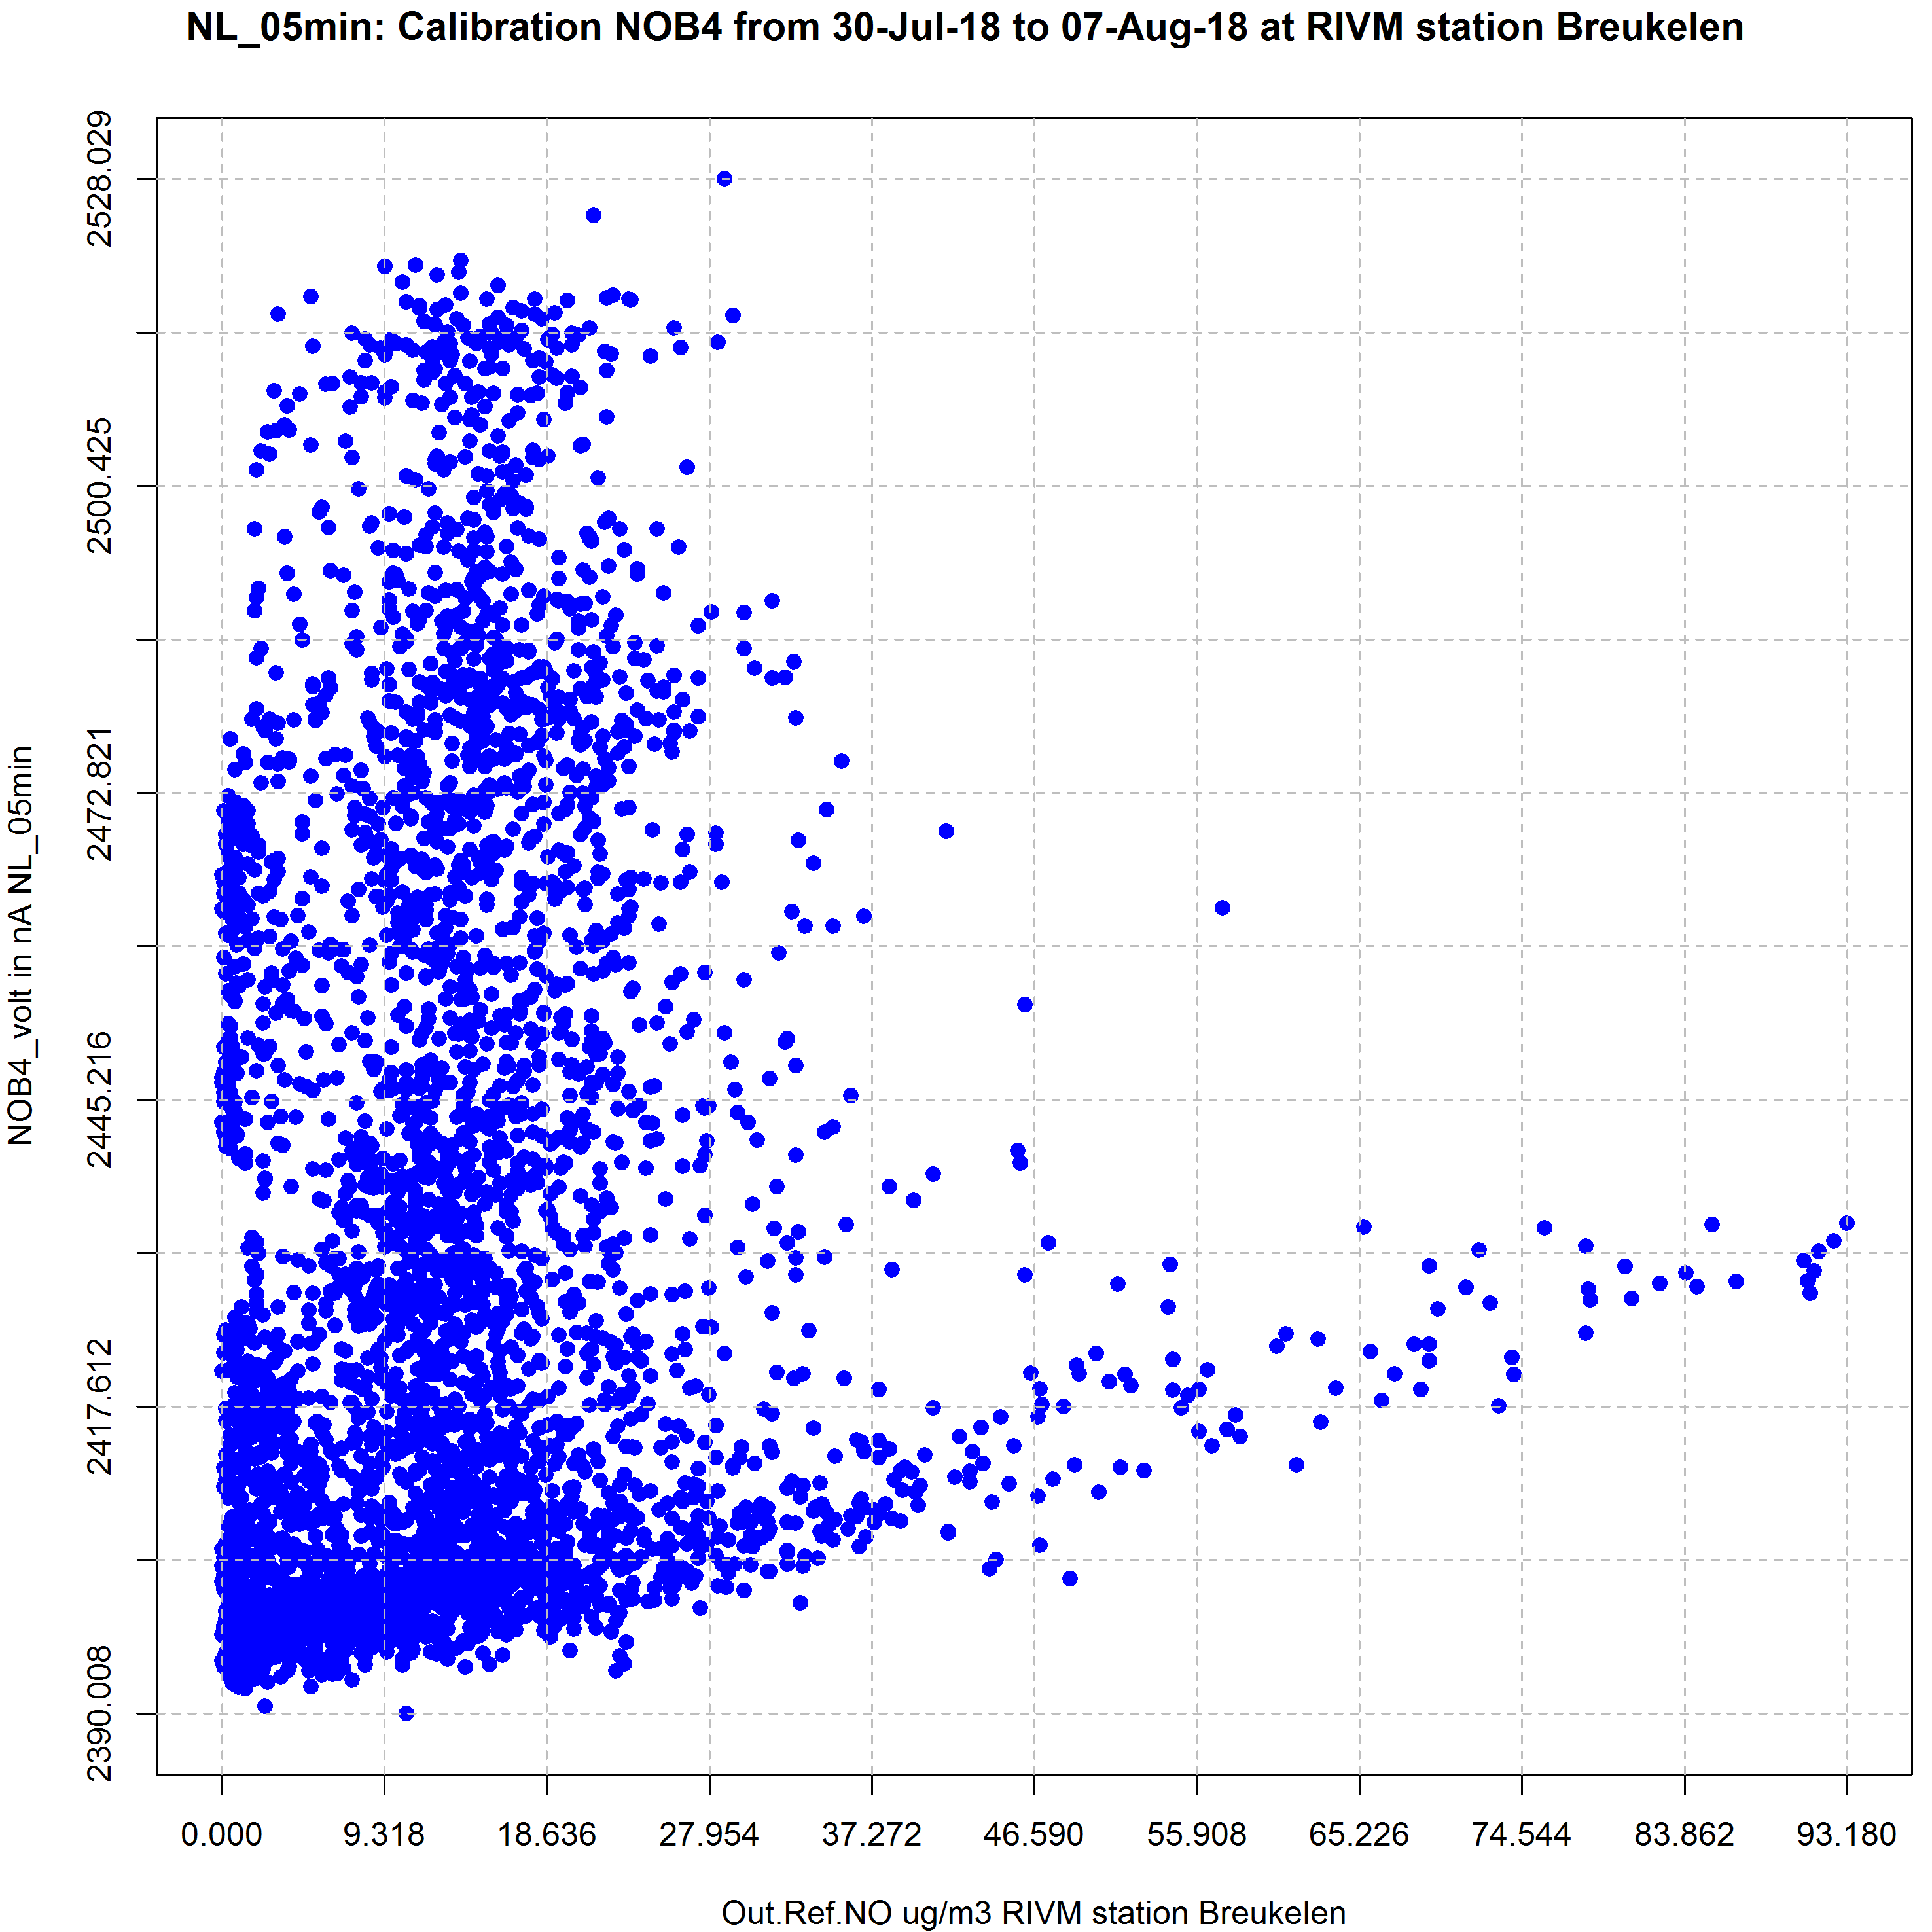 NL_05min: Calibration NOB4 from 30-Jul-18 to 07-Aug-18 at RIVM station Breukelen
2528.029
2500.425
2472.821
2445.216
2417.612
2390.008
NOB4_volt in nA NL_05min
0.000 9.318 18.636 27.954 37.272 46.590 55.908 65.226 74.544 83.862 93.180
Out.Ref.NO ug/m3 RIVM station Breukelen